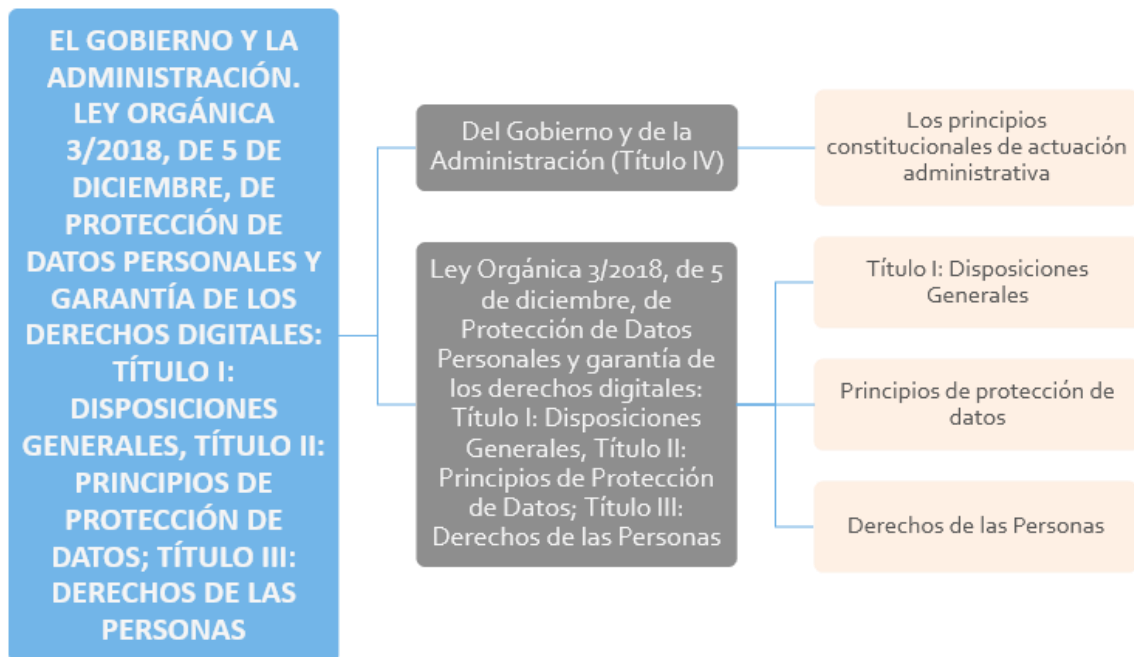 EL GOBIERNO Y LA
ADMINISTRACIÓN.
LEY ORGÁNICA
3/2018, DE 5 DE
DICIEMBRE, DE
PROTECCIÓN DE
DATOS PERSONALES Y
GARANTÍA DE LOS
DERECHOS DIGITALES:
TÍTULO I:
DISPOSICIONES
GENERALES, TÍTULO II:
PRINCIPIOS DE
PROTECCIÓN DE
DATOS; TÍTULO III:
DERECHOS DE LAS
PERSONAS
Del Gobierno y de la
Administración (Título IV)
Los principios
constitucionales de actuación
administrativa
Ley Orgánica 3/2018, de 5
de diciembre, de
Protección de Datos
Personales y garantía de
los derechos digitales:
Título I: Disposiciones
Generales, Título II:
Principios de Protección
de Datos; Título III:
Derechos de las Personas
Título I: Disposiciones
Generales
Principios de protección de
datos
Derechos de las Personas